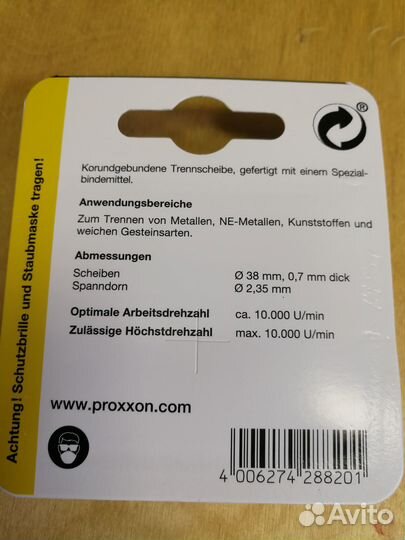 Korundgebundene Trennscheibe, gefertigt mit einem Spezial-
bindemittel.
Anwendungsbereiche
Zum Trennen von Metallen, NE-Metallen, Kunststoffen und
weichen Gesteinsarten.
Abmessungen
Scheiben Ø 38 mm, 0,7 mm dick
Spanndorn Ø 2,35 mm
Optimale Arbeitsdrehzahl ca. 10.000 U/min
Zulässige Höchstdrehzahl max. 10.000 U/min
www.proxxon.com
4 006274 288201
Achtung! Schutzbrille und Staubmaske tragen!
®
Avito